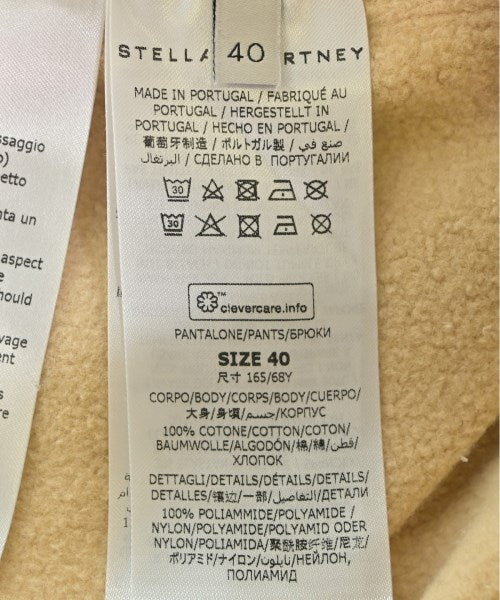 STELLA
RTNEY
40
MADE IN PORTUGAL / FABRIQUÉ AU
PORTUGAL / HERGESTELLT IN
PORTUGAL / HECHO EN PORTUGAL /
葡萄牙制造 / ポルトガル製 / صنع في
البرتغال / СДЕЛАНО В ПОРТУГАЛИИ
30
30
clevercare.info
TM
PANTALONE/PANTS/БРЮКИ
SIZE 40
尺寸 165/68Y
CORPO/BODY/CORPS/BODY/CUERPO/
大身/身頃/جسم/КОРПУС
100% COTONE/COTTON/COTON/
BAUMWOLLE/ALGODÓN/棉/綿/قطن/
ХЛОПОК
DETTAGLI/DETAILS/DÉTAILS/DETAILS/
DETALLES/镶边/一部/التفاصيل/ДЕТАЛИ
100% POLIAMMIDE/POLYAMIDE /
NYLON/POLYAMIDE/POLYAMID ODER
NYLON/POLIAMIDA/聚酰胺纤维/尼龙/
ポリアミド/ナイロン/نايلون/НЕЙЛОН,
ПОЛИАМИД
ssaggio
etto
ta un
aspect
e
should
vage
ent
s
re